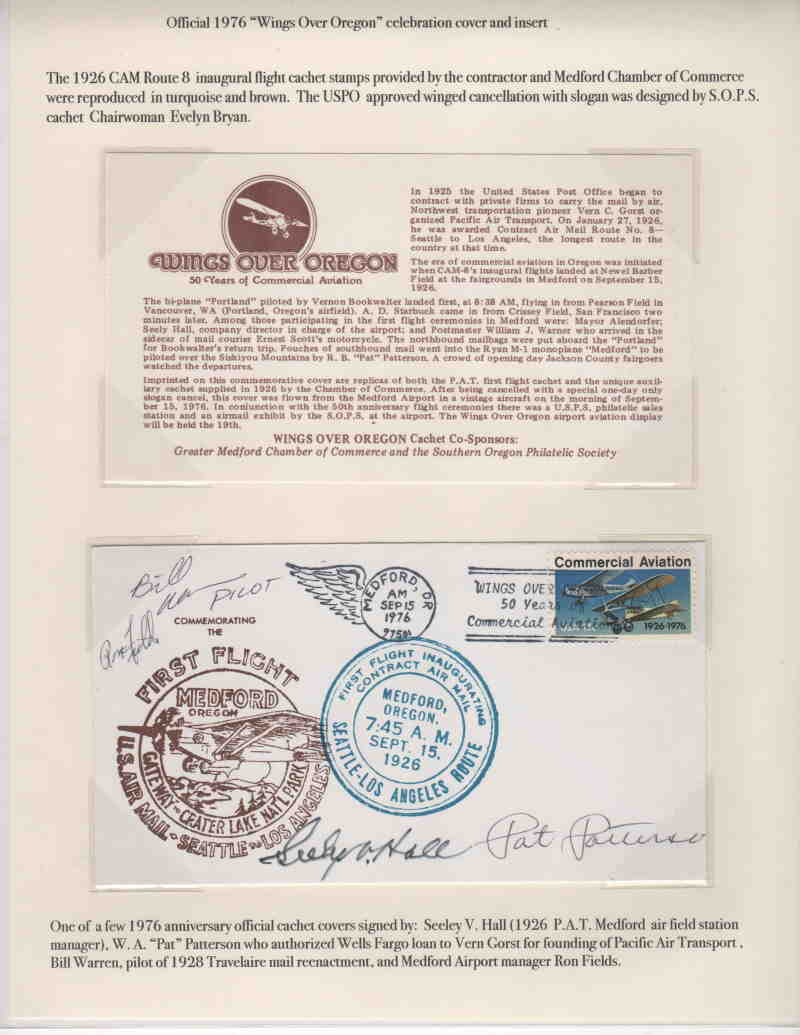 Official 1976 “Wings Over Oregon” celebration cover and insert
The 1926 CAM Route 8 inaugural flight cachet stamps provided by the contractor and Medford Chamber of Commerce
were reproduced in turquoise and brown. The USPO approved winged cancellation with slogan was designed by S.O.P.S.
cachet Chairwoman Evelyn Bryan.
WINGS OVER OREGON
50 Years of Commercial Aviation
In 1925 the United States Post Office began to
contract with private firms to carry the mail by air.
Northwest transportation pioneer Vern C. Gorst or-
ganized Pacific Air Transport. On January 27, 1926,
he was awarded Contract Air Mail Route No. 8—
Seattle to Los Angeles, the longest route in the
country at that time.
The era of commercial aviation in Oregon was initiated
when CAM-8's inaugural flights landed at Newel Barber
Field at the fairgrounds in Medford on September 15,
1926.
The bi-plane "Portland" piloted by Vernon Bookwalter landed first, at 8:38 AM, flying in from Pearson Field in
Vancouver, WA (Portland, Oregon's airfield). A. D. Starbuck came in from Crissey Field, San Francisco two
minutes later. Among those participating in the first flight ceremonies in Medford were: Mayor Alendorfer;
Seely Hall, company director in charge of the airport; and Postmaster William J. Warner who arrived in the
sidecar of mail courier Ernest Scott's motorcycle. The northbound mailbags were put aboard the "Portland"
for Bookwalter's return trip. Pouches of southbound mail went into the Ryan M-1 monoplane "Medford" to be
piloted over the Siskiyou Mountains by R. B. "Pat" Patterson. A crowd of opening day Jackson County fairgoers
watched the departures.
Imprinted on this commemorative cover are replicas of both the P.A.T. first flight cachet and the unique auxil-
iary cachet supplied in 1926 by the Chamber of Commerce. After being cancelled with a special one-day only
slogan cancel, this cover was flown from the Medford Airport in a vintage aircraft on the morning of Septem-
ber 15, 1976. In conjunction with the 50th anniversary flight ceremonies there was a U.S.P.S. philatelic sales
station and an airmail exhibit by the S.O.P.S. at the airport. The Wings Over Oregon airport aviation display
will be held the 19th.
WINGS OVER OREGON Cachet Co-Sponsors:
Greater Medford Chamber of Commerce and the Southern Oregon Philatelic Society
Bill
PILOT
COMMEMORATING
THE
FIRST FLIGHT
MEDFORD
OREGON
GATEWAY - CRATER LAKE NAT'L PARK
U.S. AIR MAIL - SEATTLE - LOS ANGELES
MEDFORD, OR
AM
SEP 15
1976
97501
WINGS OVE
50 Years of
Commercial Aviation
Commercial Aviation
1926-1976
FIRST FLIGHT INAUGURATING
CONTRACT AIR MAIL
MEDFORD,
OREGON.
7:45 A. M.
SEPT. 15,
1926
SEATTLE-LOS ANGELES ROUTE
Seely V. Hall
Pat Patterson
One of a few 1976 anniversary official cachet covers signed by: Seeley V. Hall (1926 P.A.T. Medford air field station
manager), W. A. “Pat” Patterson who authorized Wells Fargo loan to Vern Gorst for founding of Pacific Air Transport ,
Bill Warren, pilot of 1928 Travelaire mail reenactment, and Medford Airport manager Ron Fields.